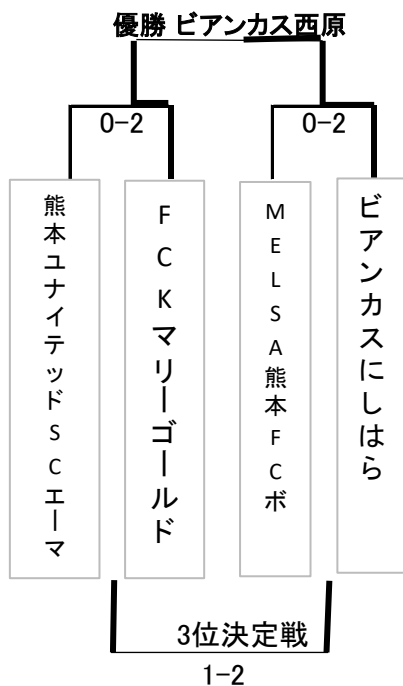 優勝 ビアンカス西原
0-2
0-2
熊本ユナイテッドSCエーマ
FCKマリーゴールド
MELSA熊本FCボ
ビアンカスにしはら
3位決定戦
1-2